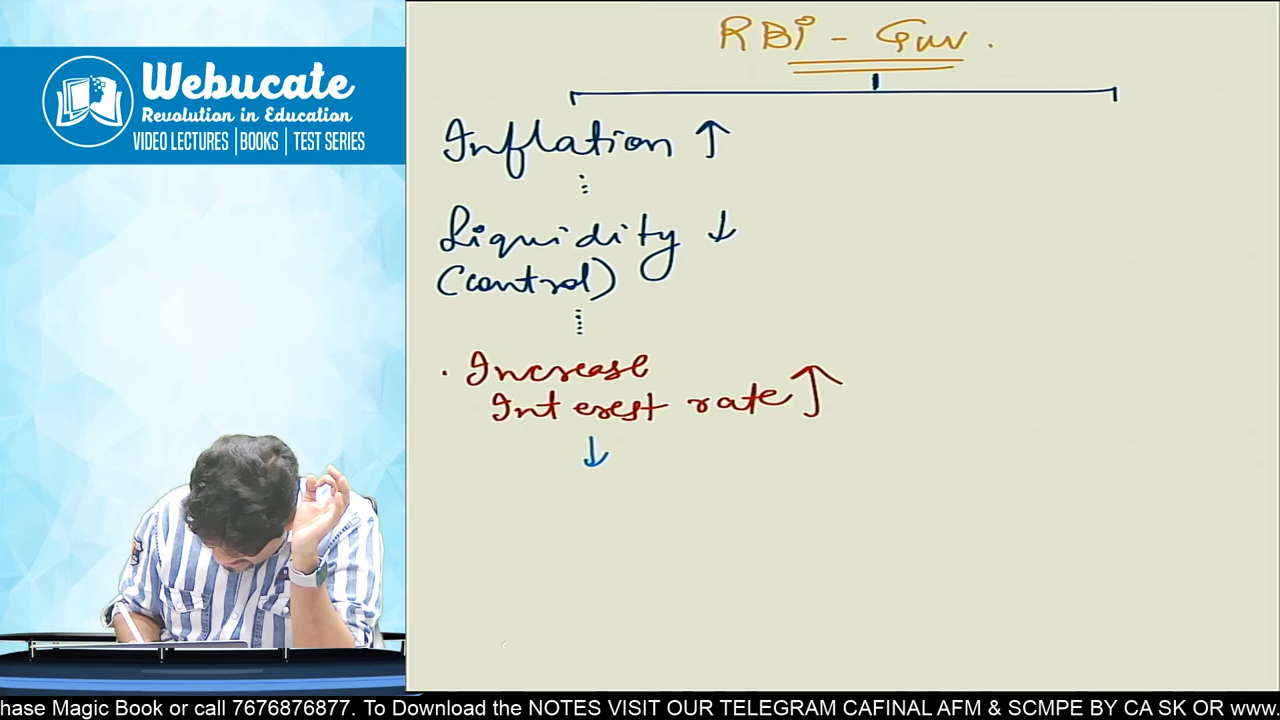 Webucate
Revolution in Education
VIDEO LECTURES | BOOKS | TEST SERIES
RBI - Gov.
Inflation ↑
Liquidity ↓
(control)
. Increase
Interest rate ↑
↓
hase Magic Book or call 7676876877. To Download the NOTES VISIT OUR TELEGRAM CAFINAL AFM & SCMPE BY CA SK OR www.